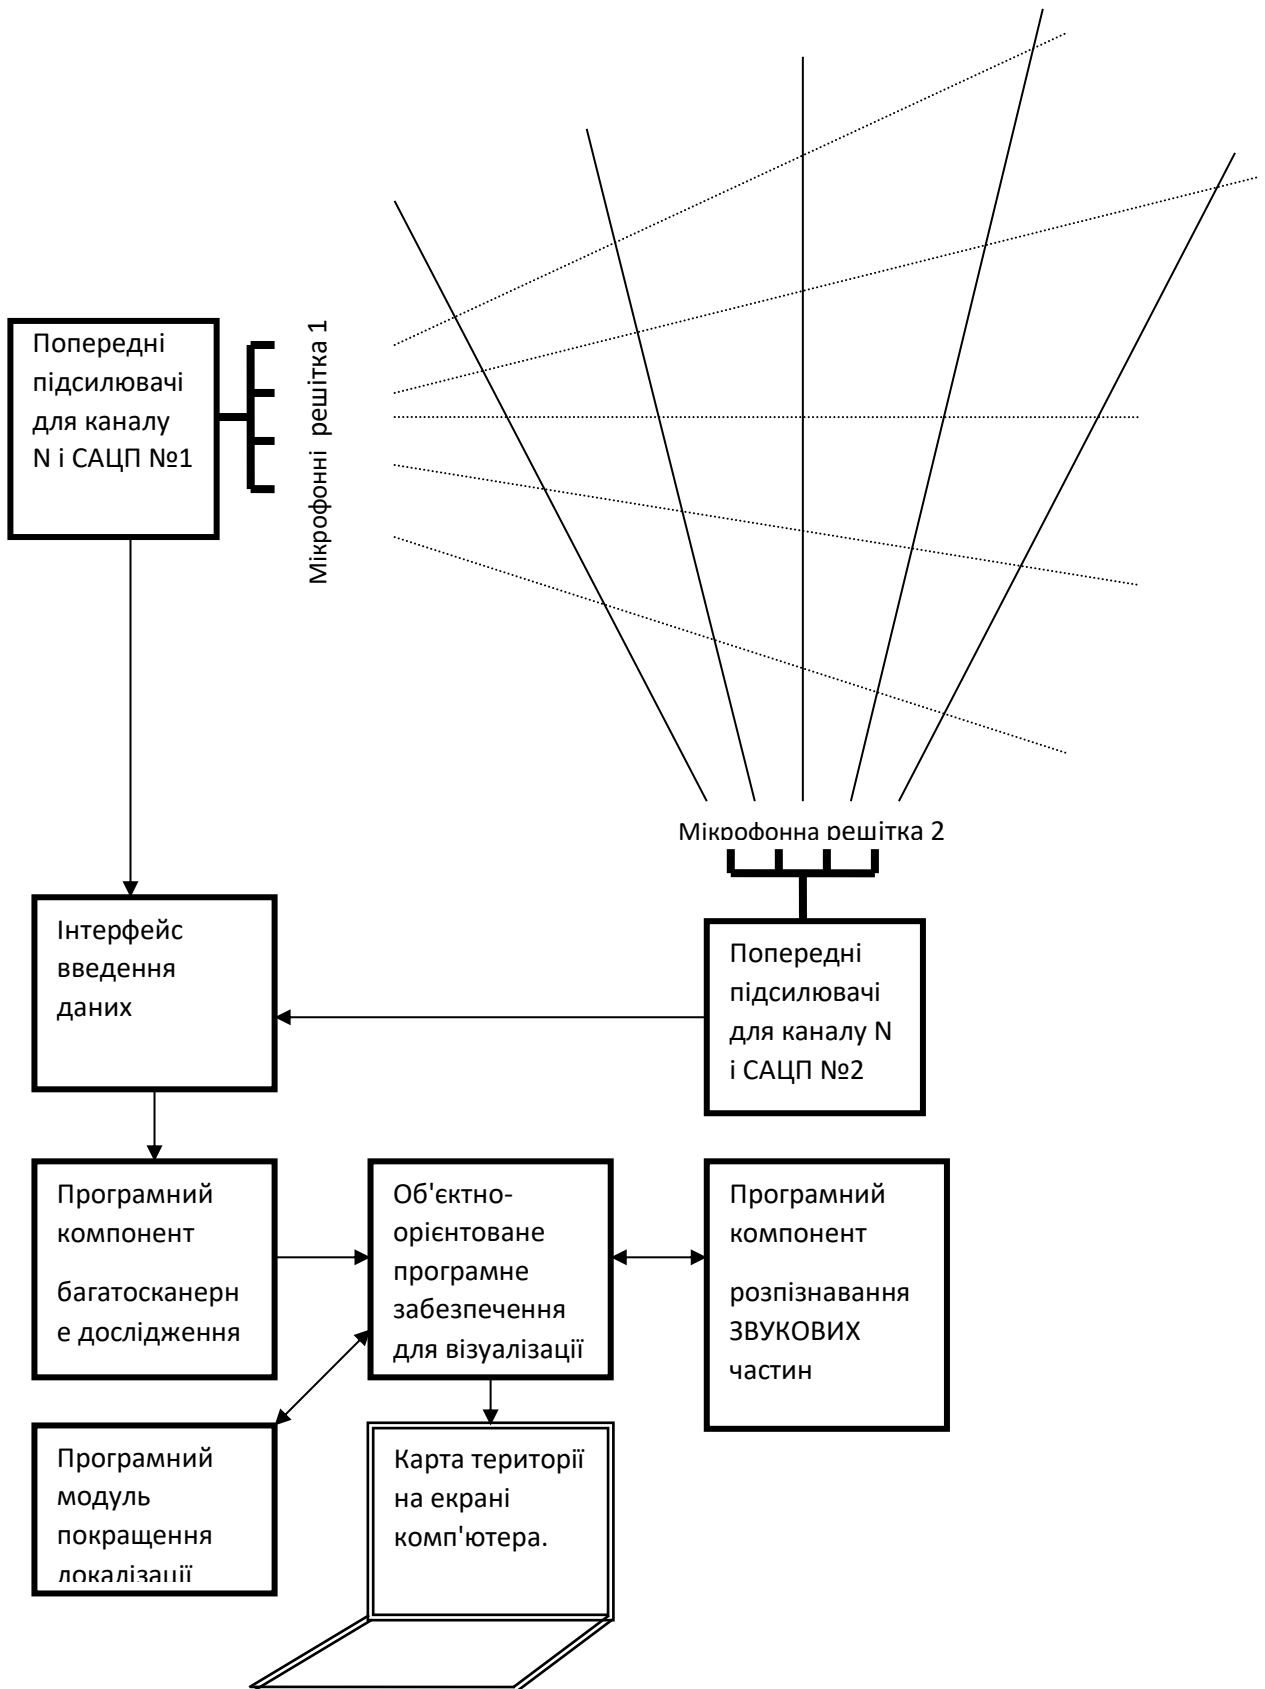 Попередні
підсилювачі
для каналу
N і САЦП №1
Мікрофонні решітка 1
Мікрофонна решітка 2
Інтерфейс
введення
даних
Попередні
підсилювачі
для каналу N
і САЦП №2
Програмний
компонент
багатосканерн
е дослідження
Об'єктно-
орієнтоване
програмне
забезпечення
для візуалізації
Програмний
компонент
розпізнавання
ЗВУКОВИХ
частин
Програмний
модуль
покращення
локалізації
Карта території
на екрані
комп'ютера.